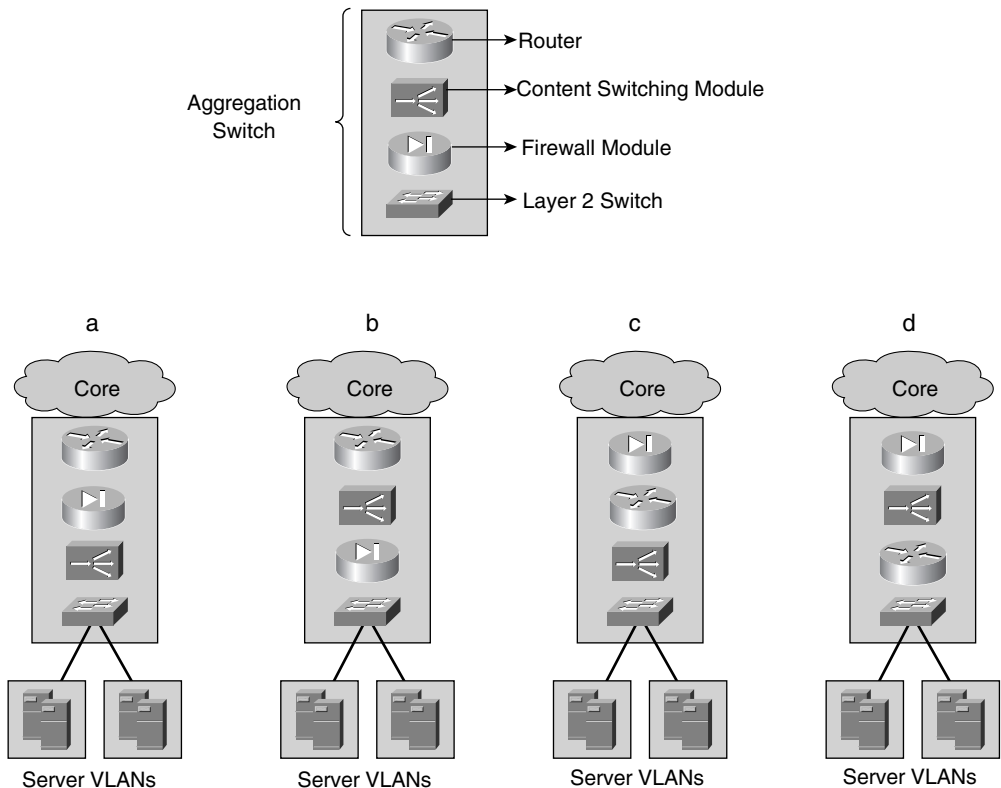 Router
Content Switching Module
Aggregation
Switch
Firewall Module
Layer 2 Switch
a
b
c
d
Core
Core
Core
Core
Server VLANs
Server VLANs
Server VLANs
Server VLANs